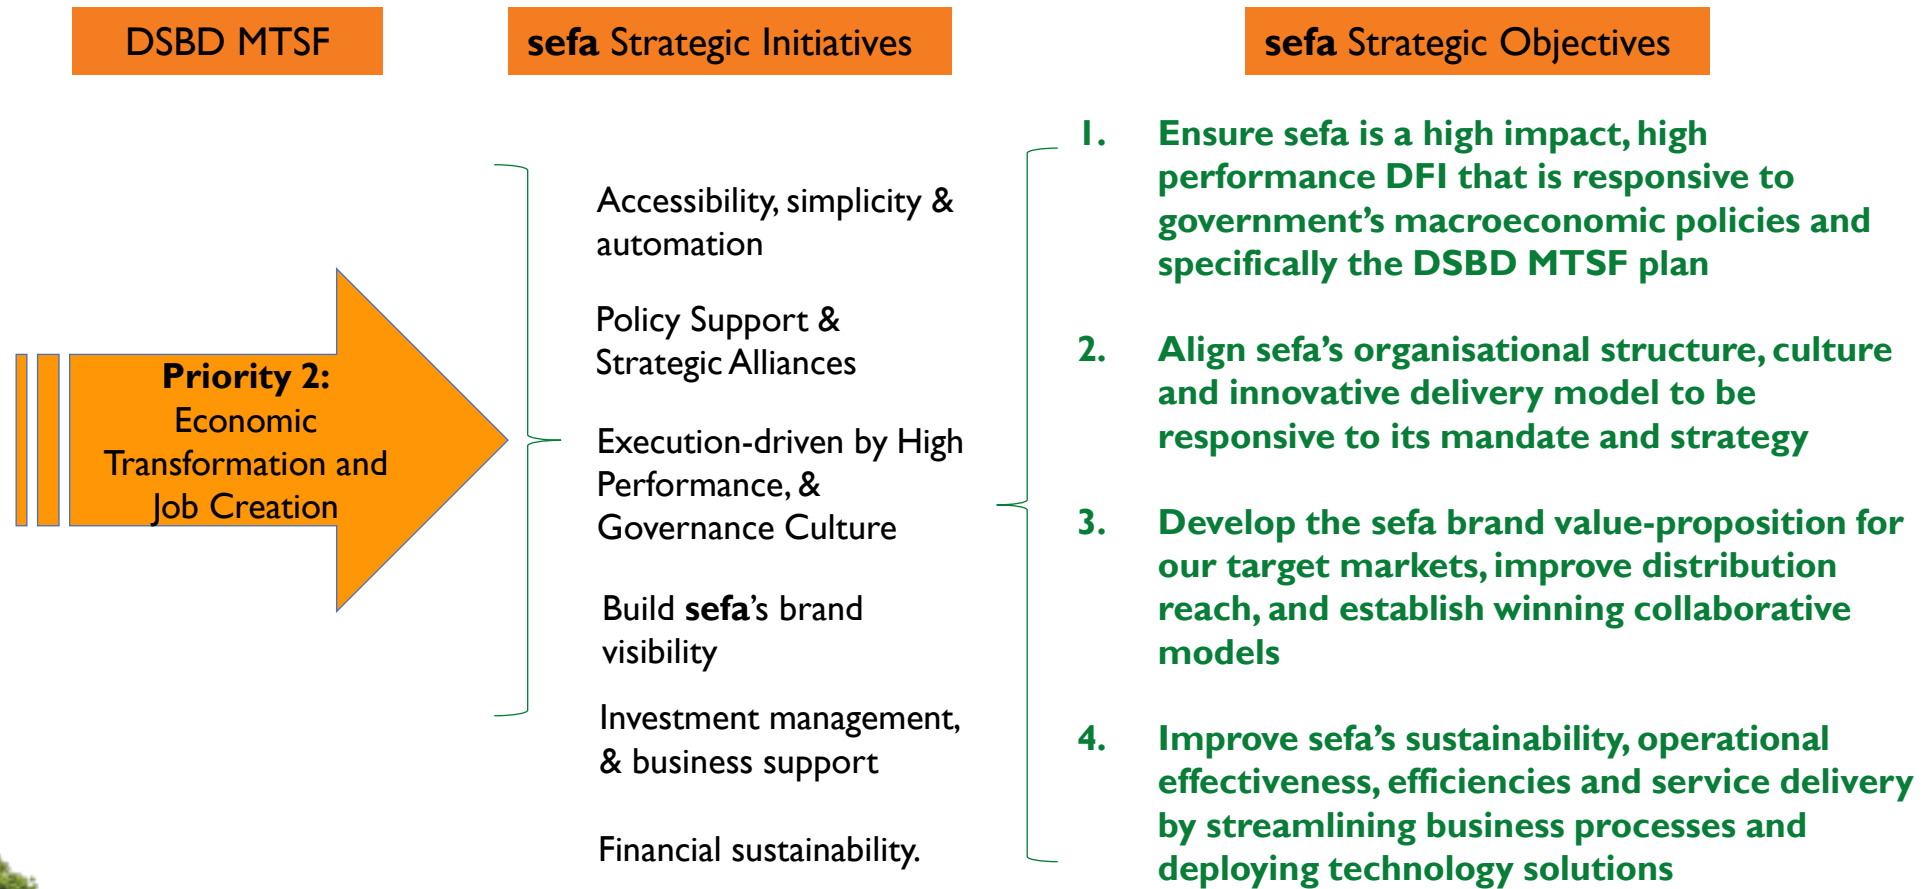 DSBD MTSF
sefa Strategic Initiatives
sefa Strategic Objectives
Priority 2:
Economic
Transformation and
Job Creation
Accessibility, simplicity &
automation
Policy Support &
Strategic Alliances
Execution-driven by High
Performance, &
Governance Culture
Build sefa's brand
visibility
Investment management,
& business support
Financial sustainability.
1. Ensure sefa is a high impact, high
performance DFI that is responsive to
government's macroeconomic policies and
specifically the DSBD MTSF plan
2. Align sefa's organisational structure, culture
and innovative delivery model to be
responsive to its mandate and strategy
3. Develop the sefa brand value-proposition for
our target markets, improve distribution
reach, and establish winning collaborative
models
4. Improve sefa's sustainability, operational
effectiveness, efficiencies and service delivery
by streamlining business processes and
deploying technology solutions